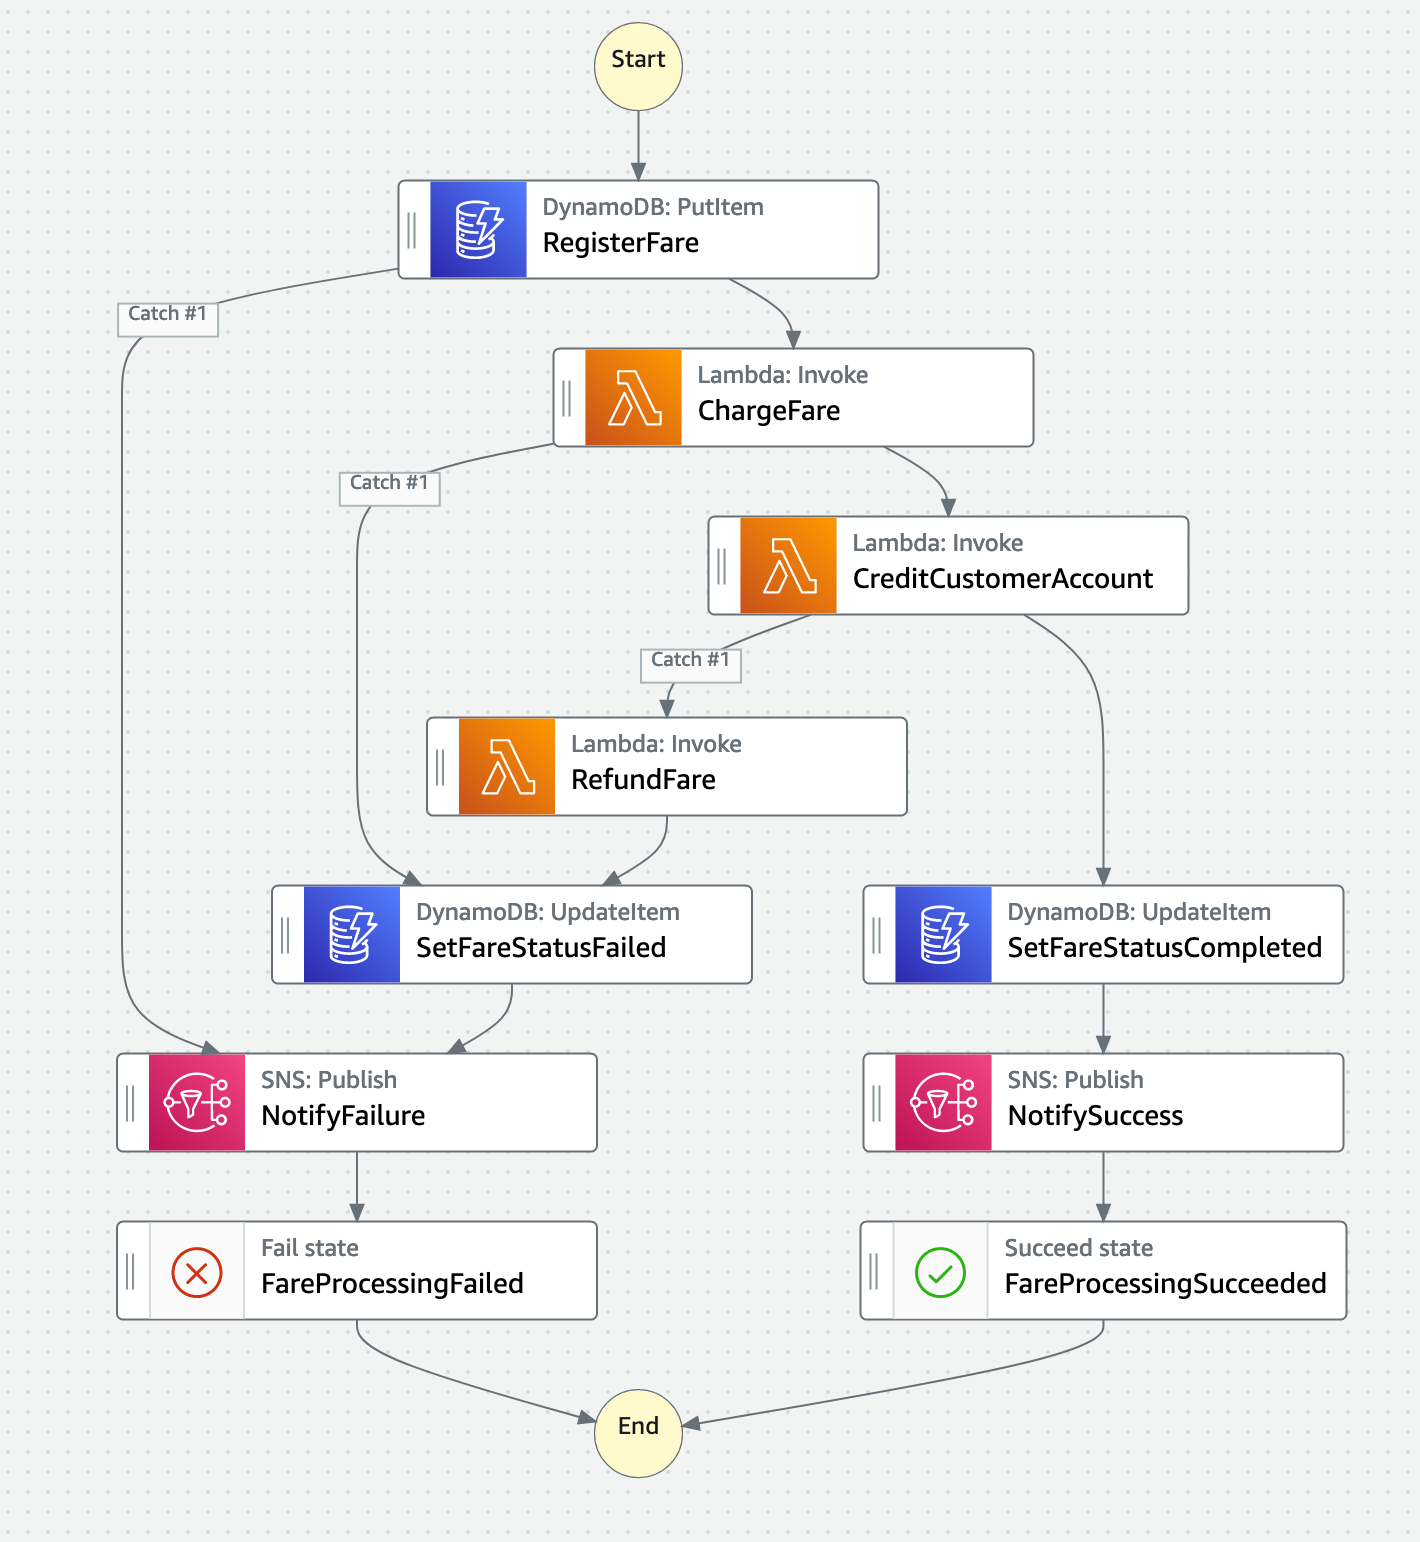 Start
DynamoDB: PutItem
RegisterFare
Catch #1
Lambda: Invoke
ChargeFare
Catch #1
Lambda: Invoke
CreditCustomerAccount
Catch #1
Lambda: Invoke
RefundFare
DynamoDB: UpdateItem
SetFareStatusFailed
DynamoDB: UpdateItem
SetFareStatusCompleted
SNS: Publish
NotifyFailure
SNS: Publish
NotifySuccess
Fail state
FareProcessingFailed
Succeed state
FareProcessingSucceeded
End